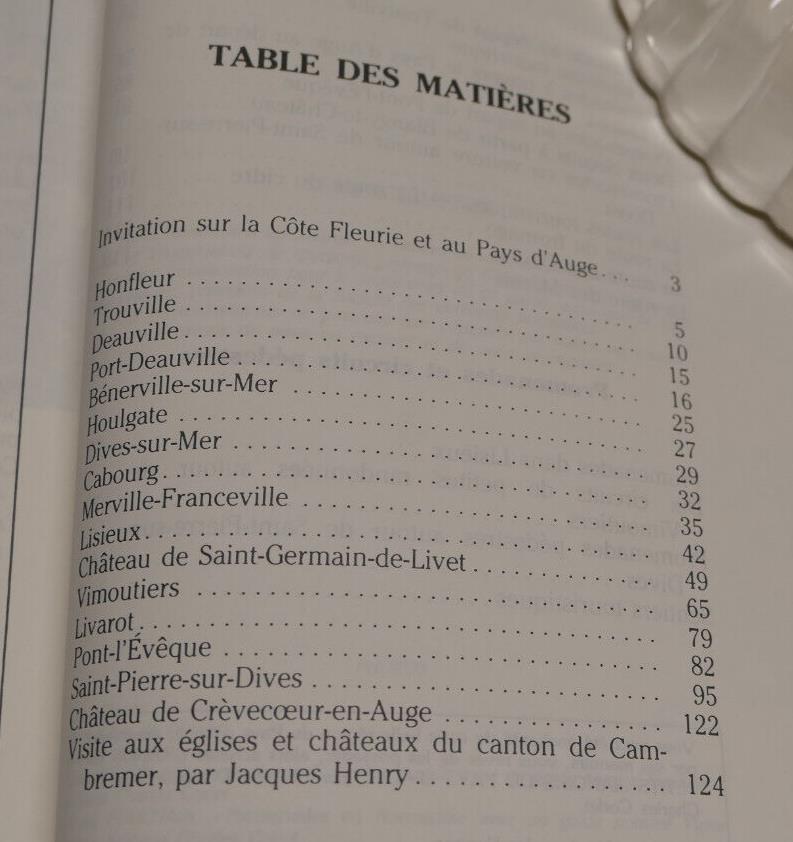 TABLE DES MATIÈRES
Invitation sur la Côte Fleurie et au Pays d'Auge... 3
Honfleur ........ 5
Trouville ........ 10
Deauville ........ 15
Port-Deauville ........ 16
Bénerville-sur-Mer ........ 25
Houlgate ........ 27
Dives-sur-Mer ........ 29
Cabourg ........ 32
Merville-Franceville ........ 35
Lisieux ........ 42
Château de Saint-Germain-de-Livet ........ 49
Vimoutiers ........ 65
Livarot ........ 79
Pont-l'Évêque ........ 82
Saint-Pierre-sur-Dives ........ 95
Château de Crèvecœur-en-Auge ........ 122
Visite aux églises et châteaux du canton de Cam-
bremer, par Jacques Henry ........ 124